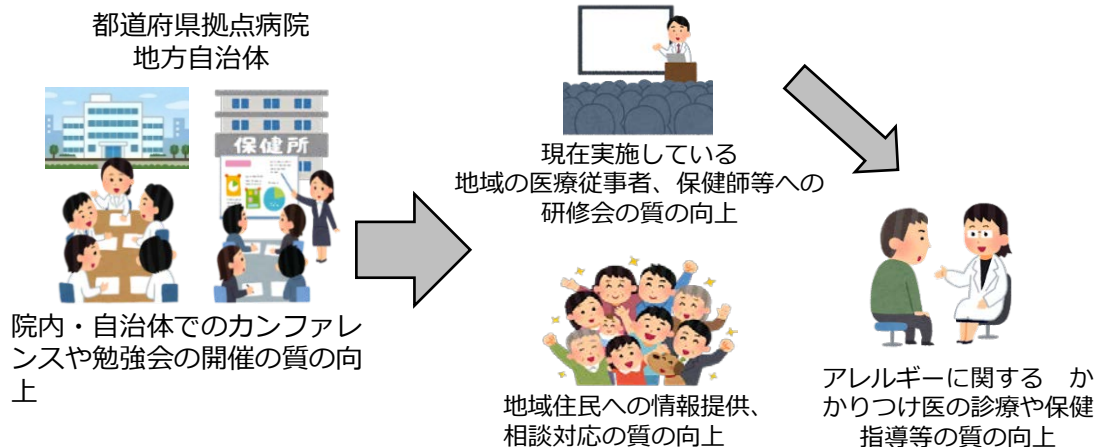 都道府県拠点病院
地方自治体
保健所
院内・自治体でのカンファレ
ンスや勉強会の開催の質の向
上
現在実施している
地域の医療従事者、保健師等への
研修会の質の向上
地域住民への情報提供、
相談対応の質の向上
アレルギーに関する　か
かりつけ医の診療や保健
指導等の質の向上